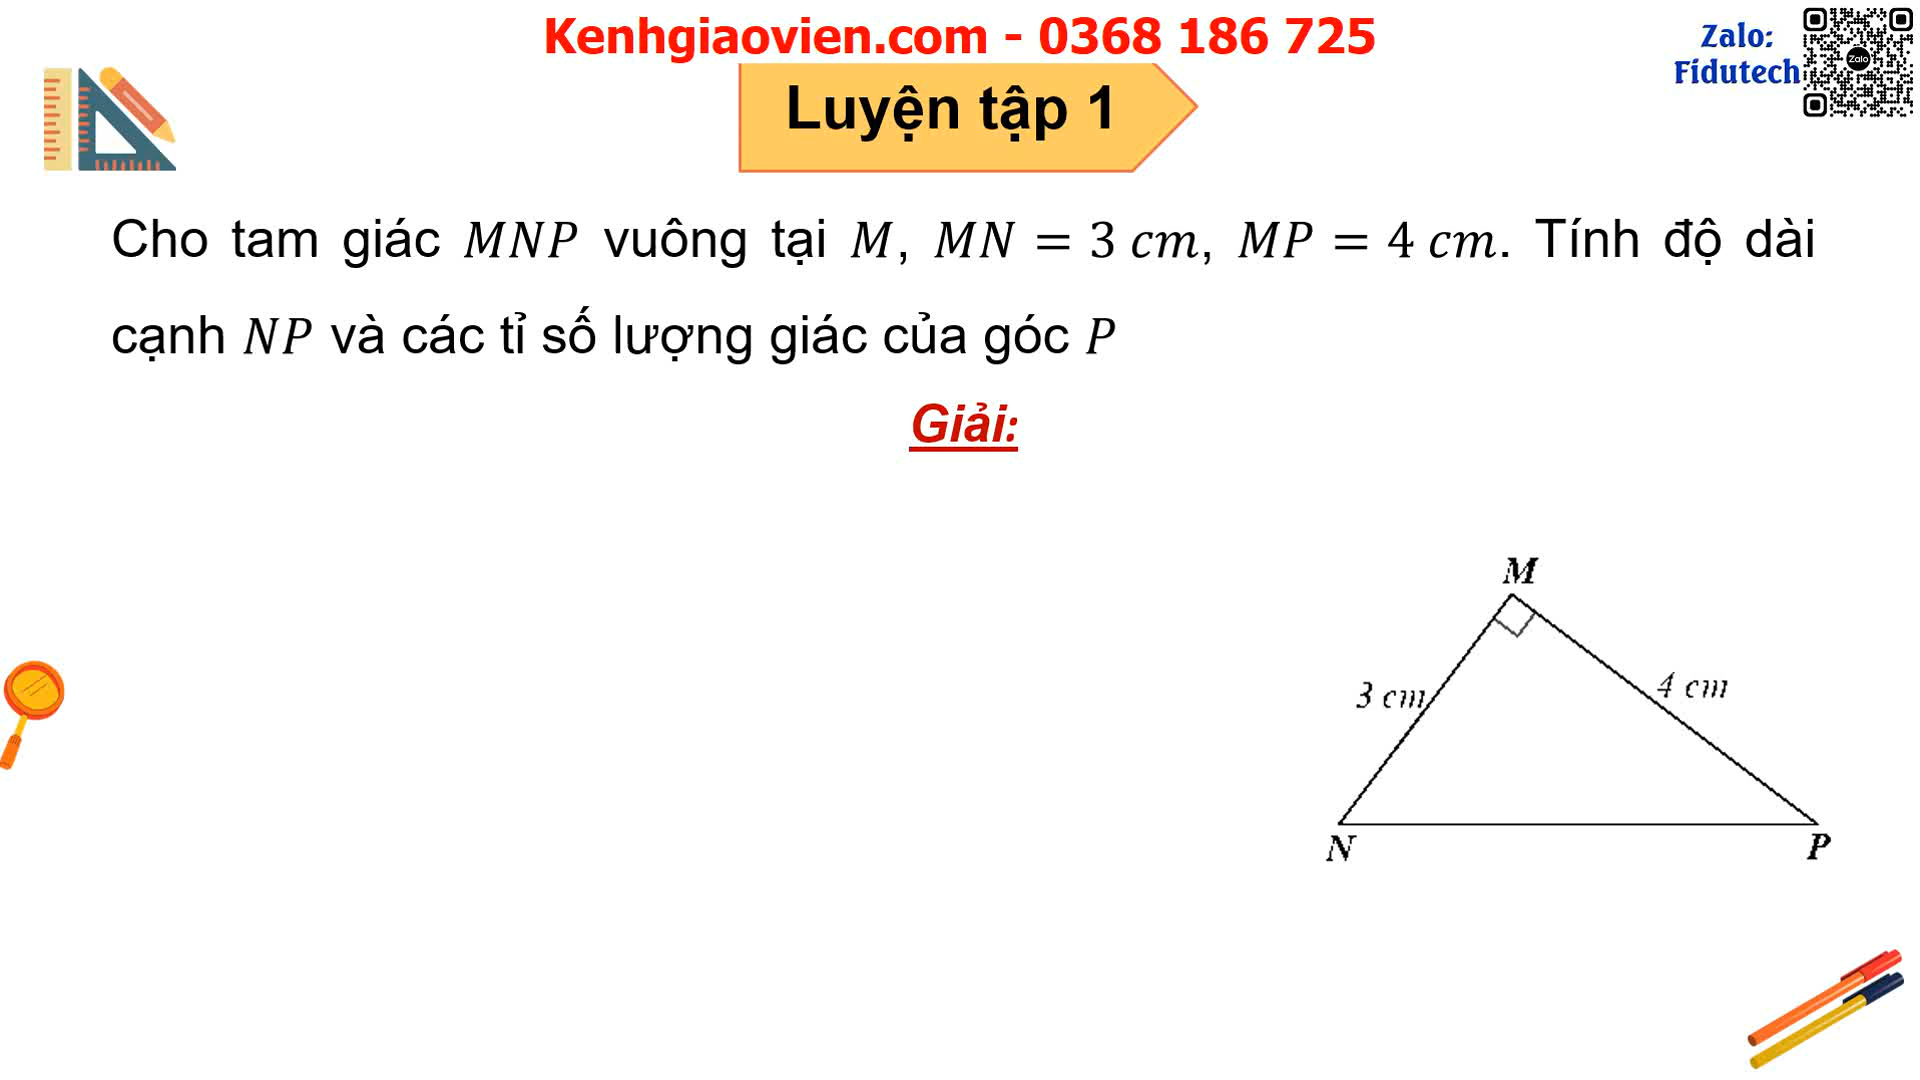 Kenhgiaovien.com - 0368 186 725
Zalo:
Fidutech
Zalo
Luyện tập 1
Cho tam giác MNP vuông tại M, MN = 3 cm, MP = 4 cm. Tính độ dài
cạnh NP và các tỉ số lượng giác của góc P
Giải:
M
3 cm
4 cm
N
P